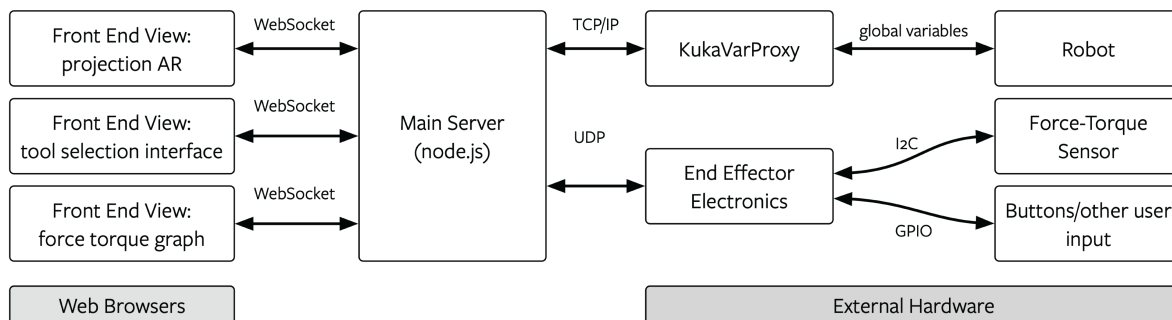 Front End View:
projection AR
WebSocket
Front End View:
tool selection interface
WebSocket
Front End View:
force torque graph
WebSocket
Main Server
(node.js)
TCP/IP
UDP
KukaVarProxy
global variables
Robot
End Effector
Electronics
I2C
Force-Torque
Sensor
GPIO
Buttons/other user
input
Web Browsers
External Hardware